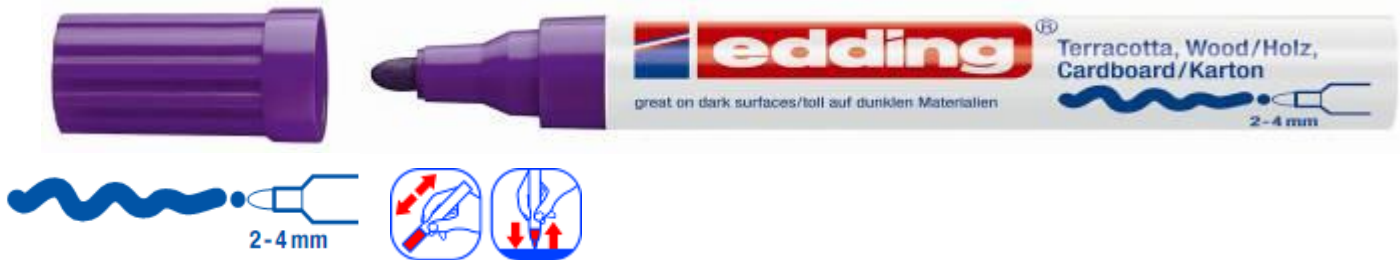 edding®
Terracotta, Wood/Holz,
Cardboard/Karton
great on dark surfaces/toll auf dunklen Materialien
2-4 mm
2-4 mm